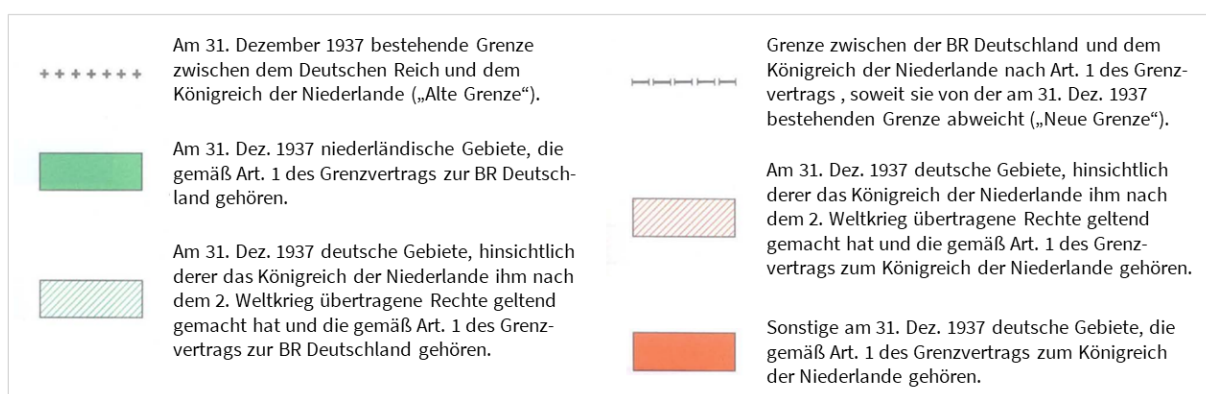 Am 31. Dezember 1937 bestehende Grenze
zwischen dem Deutschen Reich und dem
Königreich der Niederlande („Alte Grenze“).
Am 31. Dez. 1937 niederländische Gebiete, die
gemäß Art. 1 des Grenzvertrags zur BR Deutsch-
land gehören.
Am 31. Dez. 1937 deutsche Gebiete, hinsichtlich
derer das Königreich der Niederlande ihm nach
dem 2. Weltkrieg übertragene Rechte geltend
gemacht hat und die gemäß Art. 1 des Grenz-
vertrags zur BR Deutschland gehören.
Grenze zwischen der BR Deutschland und dem
Königreich der Niederlande nach Art. 1 des Grenz-
vertrags , soweit sie von der am 31. Dez. 1937
bestehenden Grenze abweicht („Neue Grenze“).
Am 31. Dez. 1937 deutsche Gebiete, hinsichtlich
derer das Königreich der Niederlande ihm nach
dem 2. Weltkrieg übertragene Rechte geltend
gemacht hat und die gemäß Art. 1 des Grenz-
vertrags zum Königreich der Niederlande gehören.
Sonstige am 31. Dez. 1937 deutsche Gebiete, die
gemäß Art. 1 des Grenzvertrags zum Königreich
der Niederlande gehören.